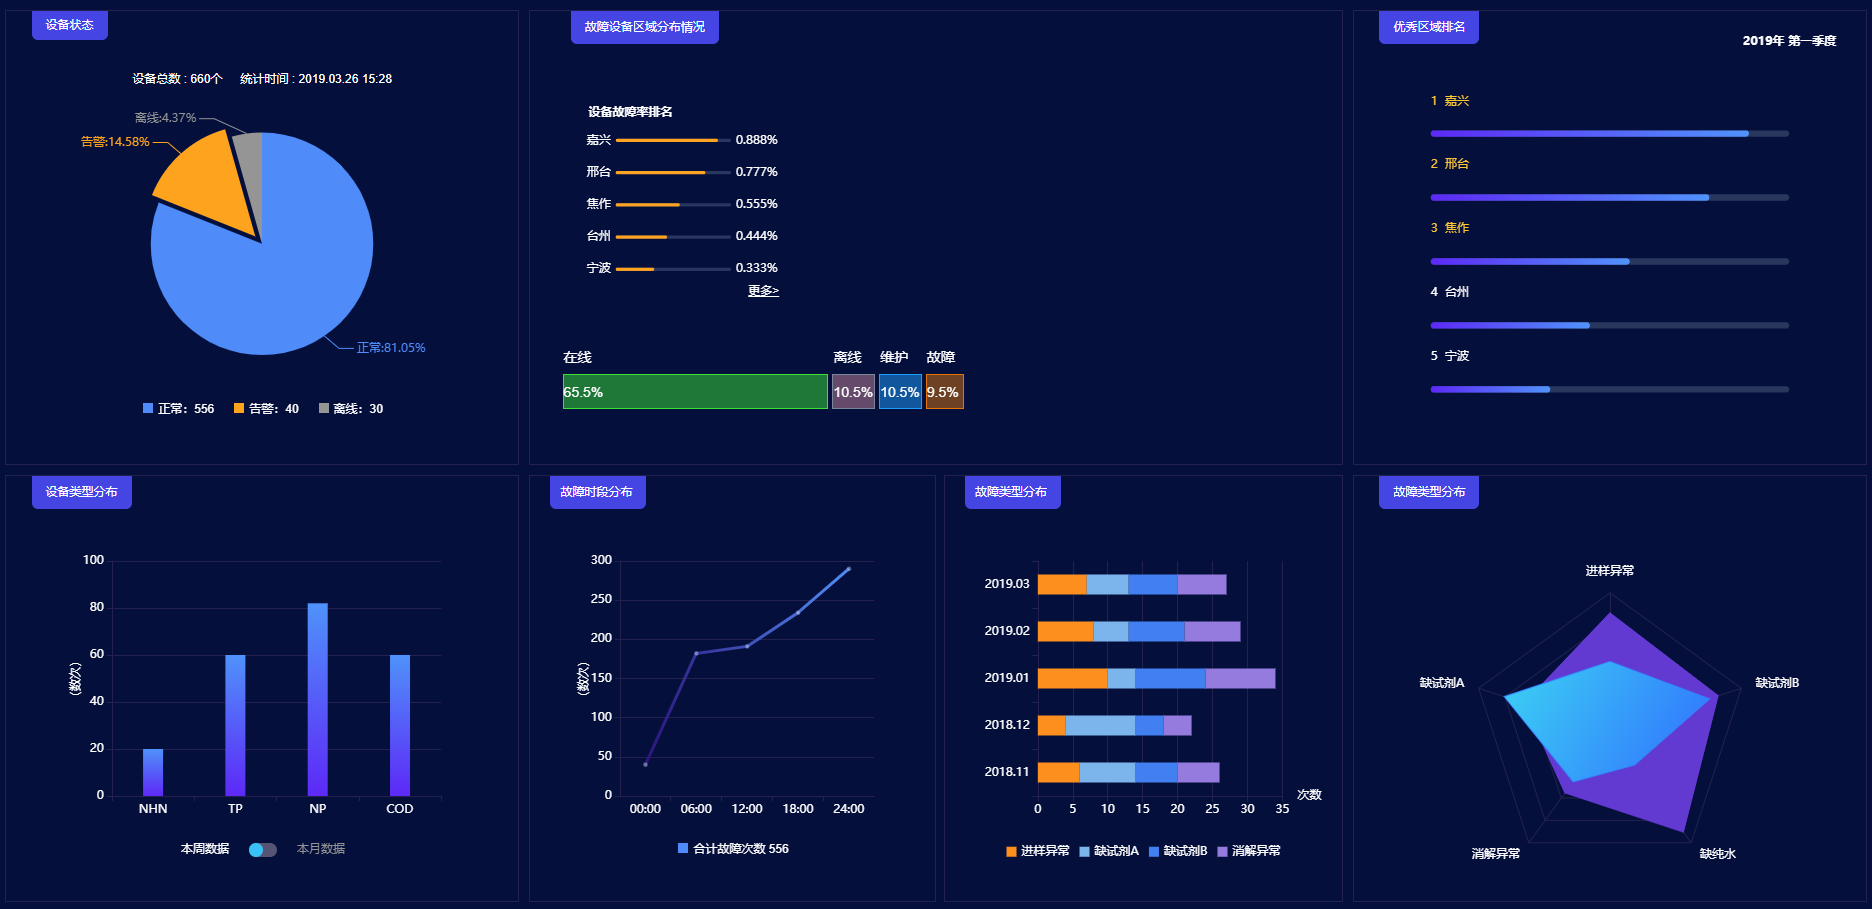 设备状态
设备总数 : 660个 统计时间 : 2019.03.26 15:28
离线:4.37%
告警:14.58%
正常:81.05%
正常：556 告警：40 离线：30
故障设备区域分布情况
设备故障率排名
嘉兴 0.888%
邢台 0.777%
焦作 0.555%
台州 0.444%
宁波 0.333%
更多>
在线 离线 维护 故障
65.5% 10.5% 10.5% 9.5%
优秀区域排名
2019年 第一季度
1 嘉兴
2 邢台
3 焦作
4 台州
5 宁波
设备类型分布
(数次)
100
80
60
40
20
0
NHN TP NP COD
本周数据 本月数据
故障时段分布
(数次)
300
250
200
150
100
50
0
00:00 06:00 12:00 18:00 24:00
合计故障次数 556
故障类型分布
2019.03
2019.02
2019.01
2018.12
2018.11
0 5 10 15 20 25 30 35 次数
进样异常 缺试剂A 缺试剂B 消解异常
故障类型分布
进样异常
缺试剂A 缺试剂B
消解异常 缺纯水